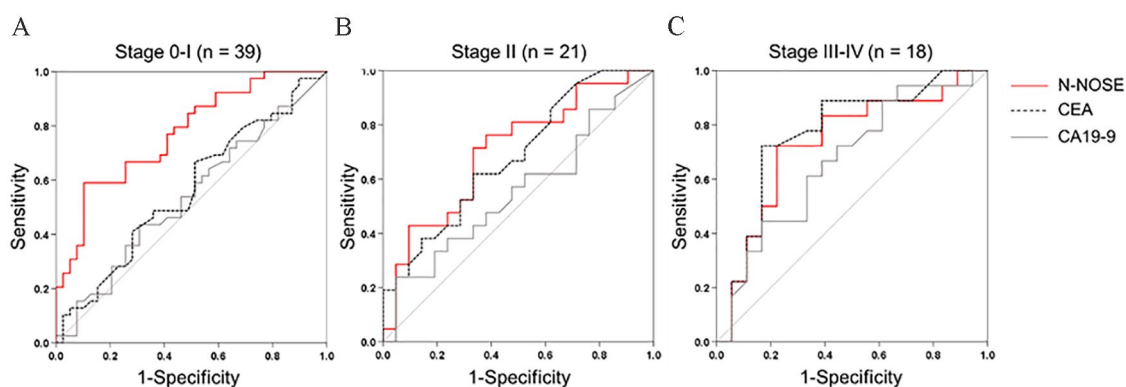 A
Stage 0-I (n = 39)
1.0
0.8
0.6
0.4
0.2
0.0
Sensitivity
0.0 0.2 0.4 0.6 0.8 1.0
1-Specificity
B
Stage II (n = 21)
1.0
0.8
0.6
0.4
0.2
0.0
Sensitivity
0.0 0.2 0.4 0.6 0.8 1.0
1-Specificity
C
Stage III-IV (n = 18)
1.0
0.8
0.6
0.4
0.2
0.0
Sensitivity
0.0 0.2 0.4 0.6 0.8 1.0
1-Specificity
N-NOSE
CEA
CA19-9